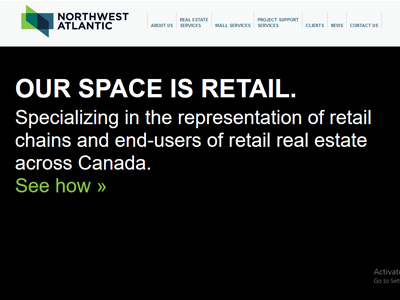 NORTHWEST
ATLANTIC
ABOUT US
REAL ESTATE
SERVICES
MALL SERVICES
PROJECT SUPPORT
SERVICES
CLIENTS
NEWS
CONTACT US
OUR SPACE IS RETAIL.
Specializing in the representation of retail
chains and end-users of retail real estate
across Canada.
See how »
Activate
Go to Set